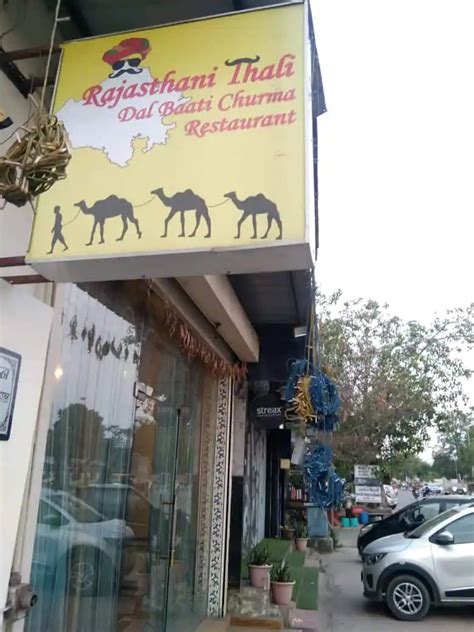 Rajasthani Thali
Dal Baati Churma
Restaurant
streax